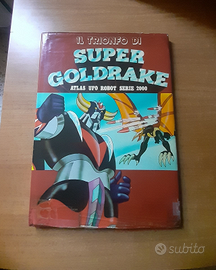 IL TRIONFO DI
SUPER
GOLDRAKE
ATLAS UFO ROBOT SERIE 2000
subito